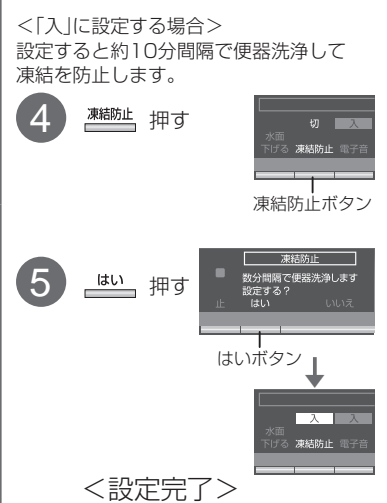 <「入」に設定する場合>
設定すると約10分間隔で便器洗浄して
凍結を防止します。
4 凍結防止 押す
切 入
水面
下げる 凍結防止 電子音
凍結防止ボタン
5 はい 押す
凍結防止
数分間隔で便器洗浄します
設定する?
止 はい いいえ
はいボタン
入 入
水面
下げる 凍結防止 電子音
<設定完了>